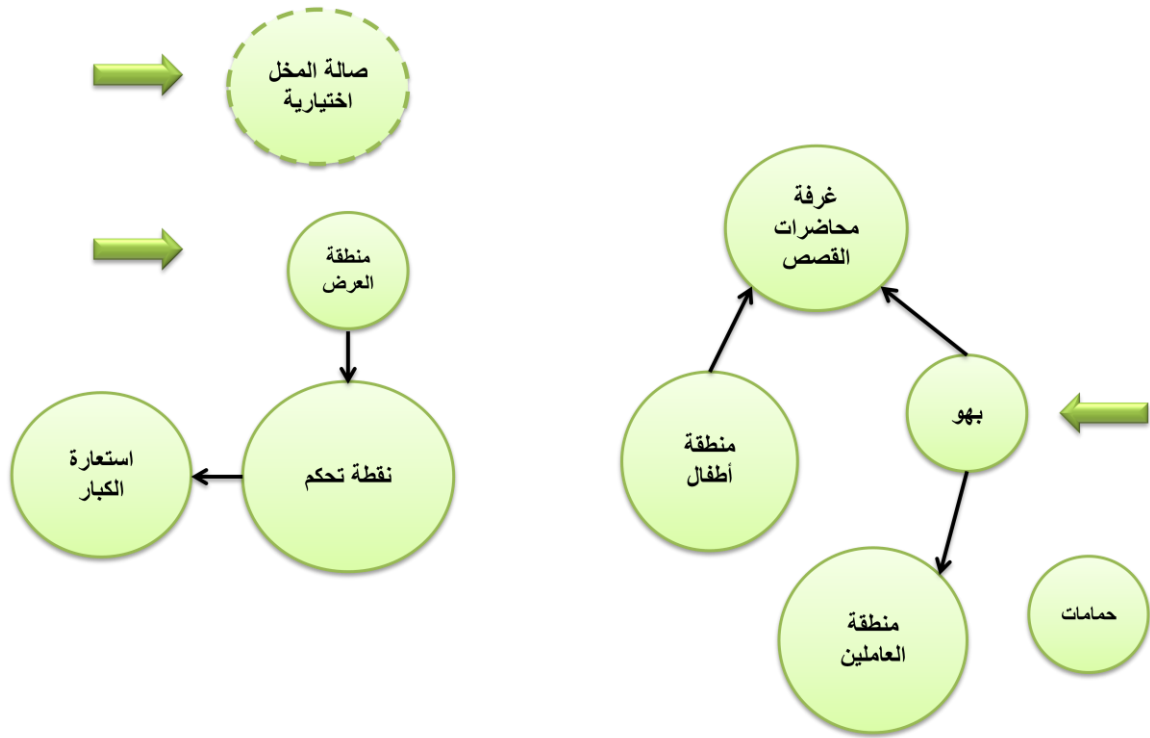 صالة المخل
اختيارية
غرفة
محاضرات
القصص
منطقة
العرض
بهو
منطقة
أطفال
نقطة تحكم
استعارة
الكبار
حمامات
منطقة
العاملين